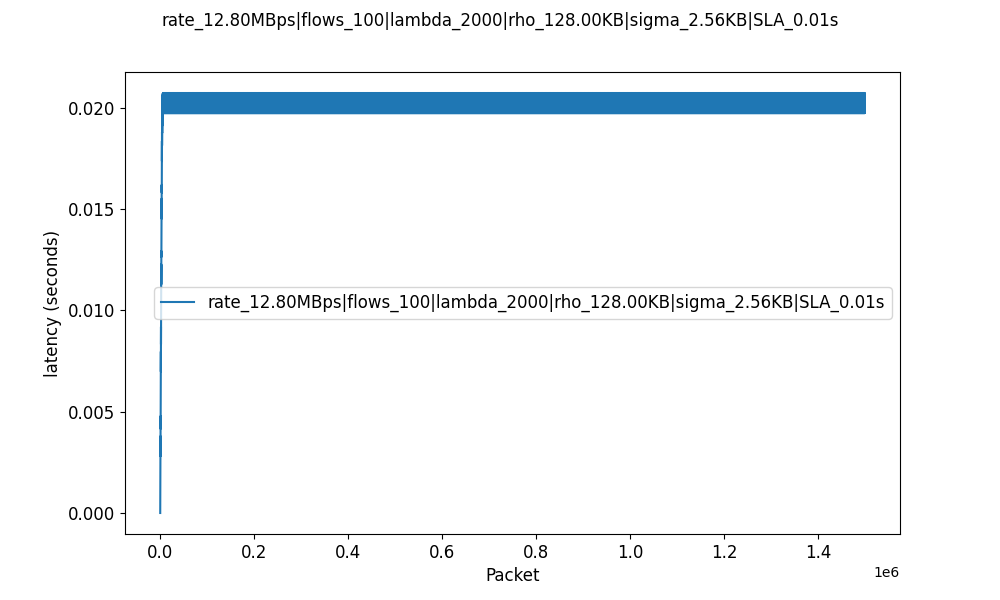 rate_12.80MBps|flows_100|lambda_2000|rho_128.00KB|sigma_2.56KB|SLA_0.01s
0.020
0.015
0.010
0.005
0.000
latency (seconds)
rate_12.80MBps|flows_100|lambda_2000|rho_128.00KB|sigma_2.56KB|SLA_0.01s
0.0 0.2 0.4 0.6 0.8 1.0 1.2 1.4
1e6
Packet